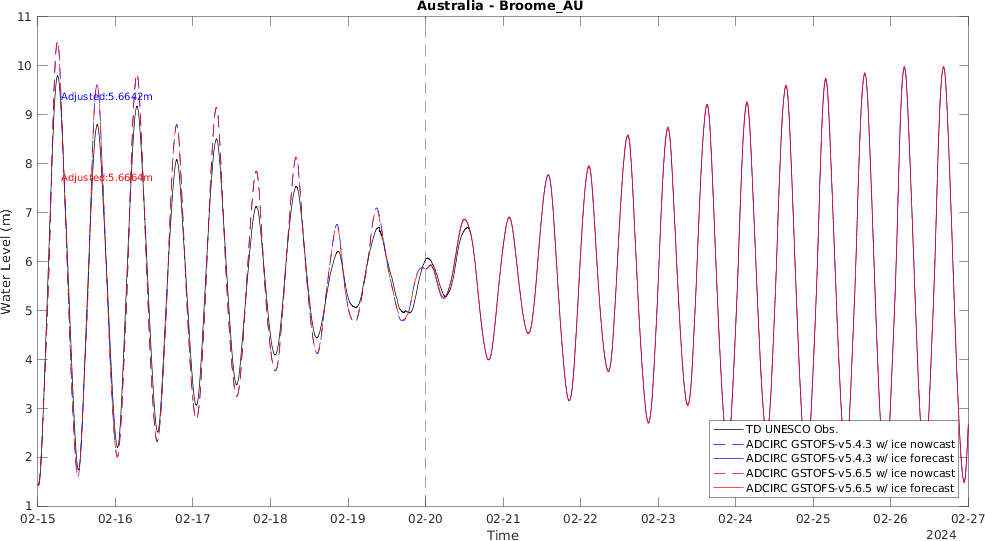 Australia - Broome_AU
11
10
9
8
7
6
5
4
3
2
1
Water Level (m)
Adjusted:5.6642m
Adjusted:5.6664m
TD UNESCO Obs.
ADCIRC GSTOFS-v5.4.3 w/ ice nowcast
ADCIRC GSTOFS-v5.4.3 w/ ice forecast
ADCIRC GSTOFS-v5.6.5 w/ ice nowcast
ADCIRC GSTOFS-v5.6.5 w/ ice forecast
02-15 02-16 02-17 02-18 02-19 02-20 02-21 02-22 02-23 02-24 02-25 02-26 02-27
Time
2024